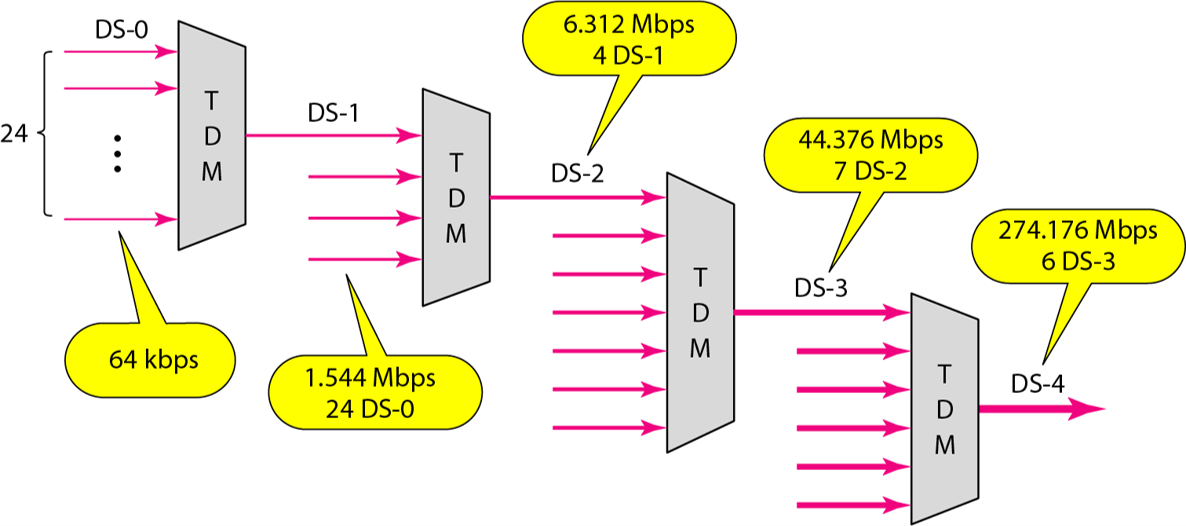 DS-0
24
T
D
M
64 kbps
DS-1
1.544 Mbps
24 DS-0
T
D
M
6.312 Mbps
4 DS-1
DS-2
T
D
M
44.376 Mbps
7 DS-2
DS-3
T
D
M
274.176 Mbps
6 DS-3
DS-4